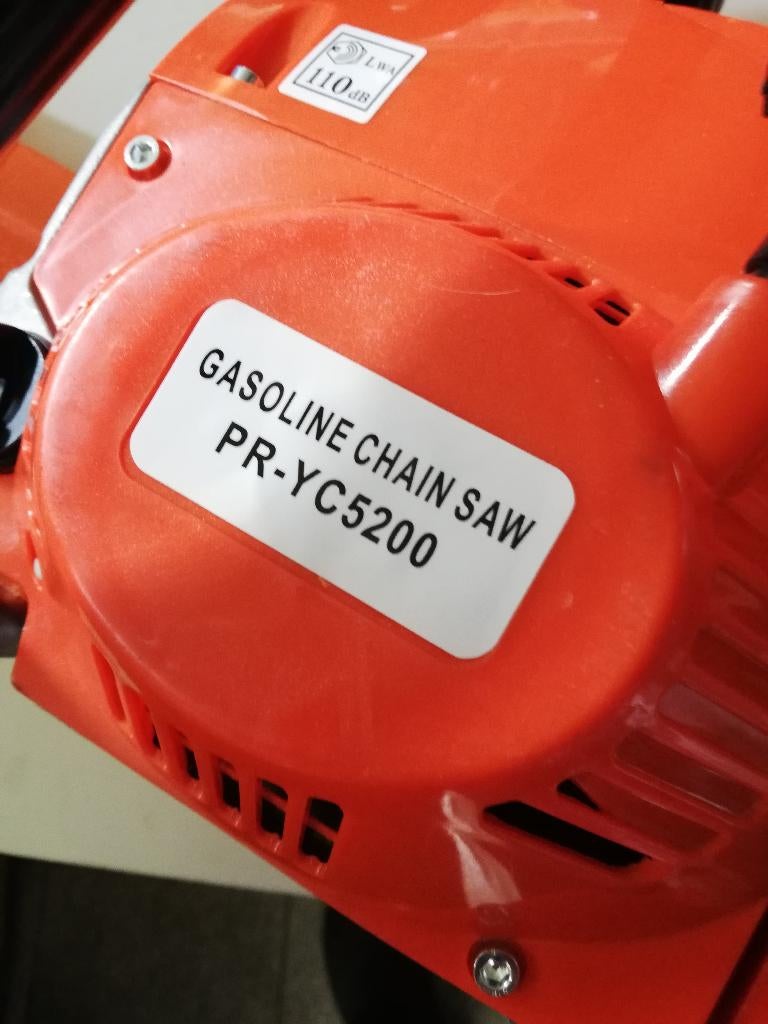 LWA
110dB
GASOLINE CHAIN SAW
PR-YC5200